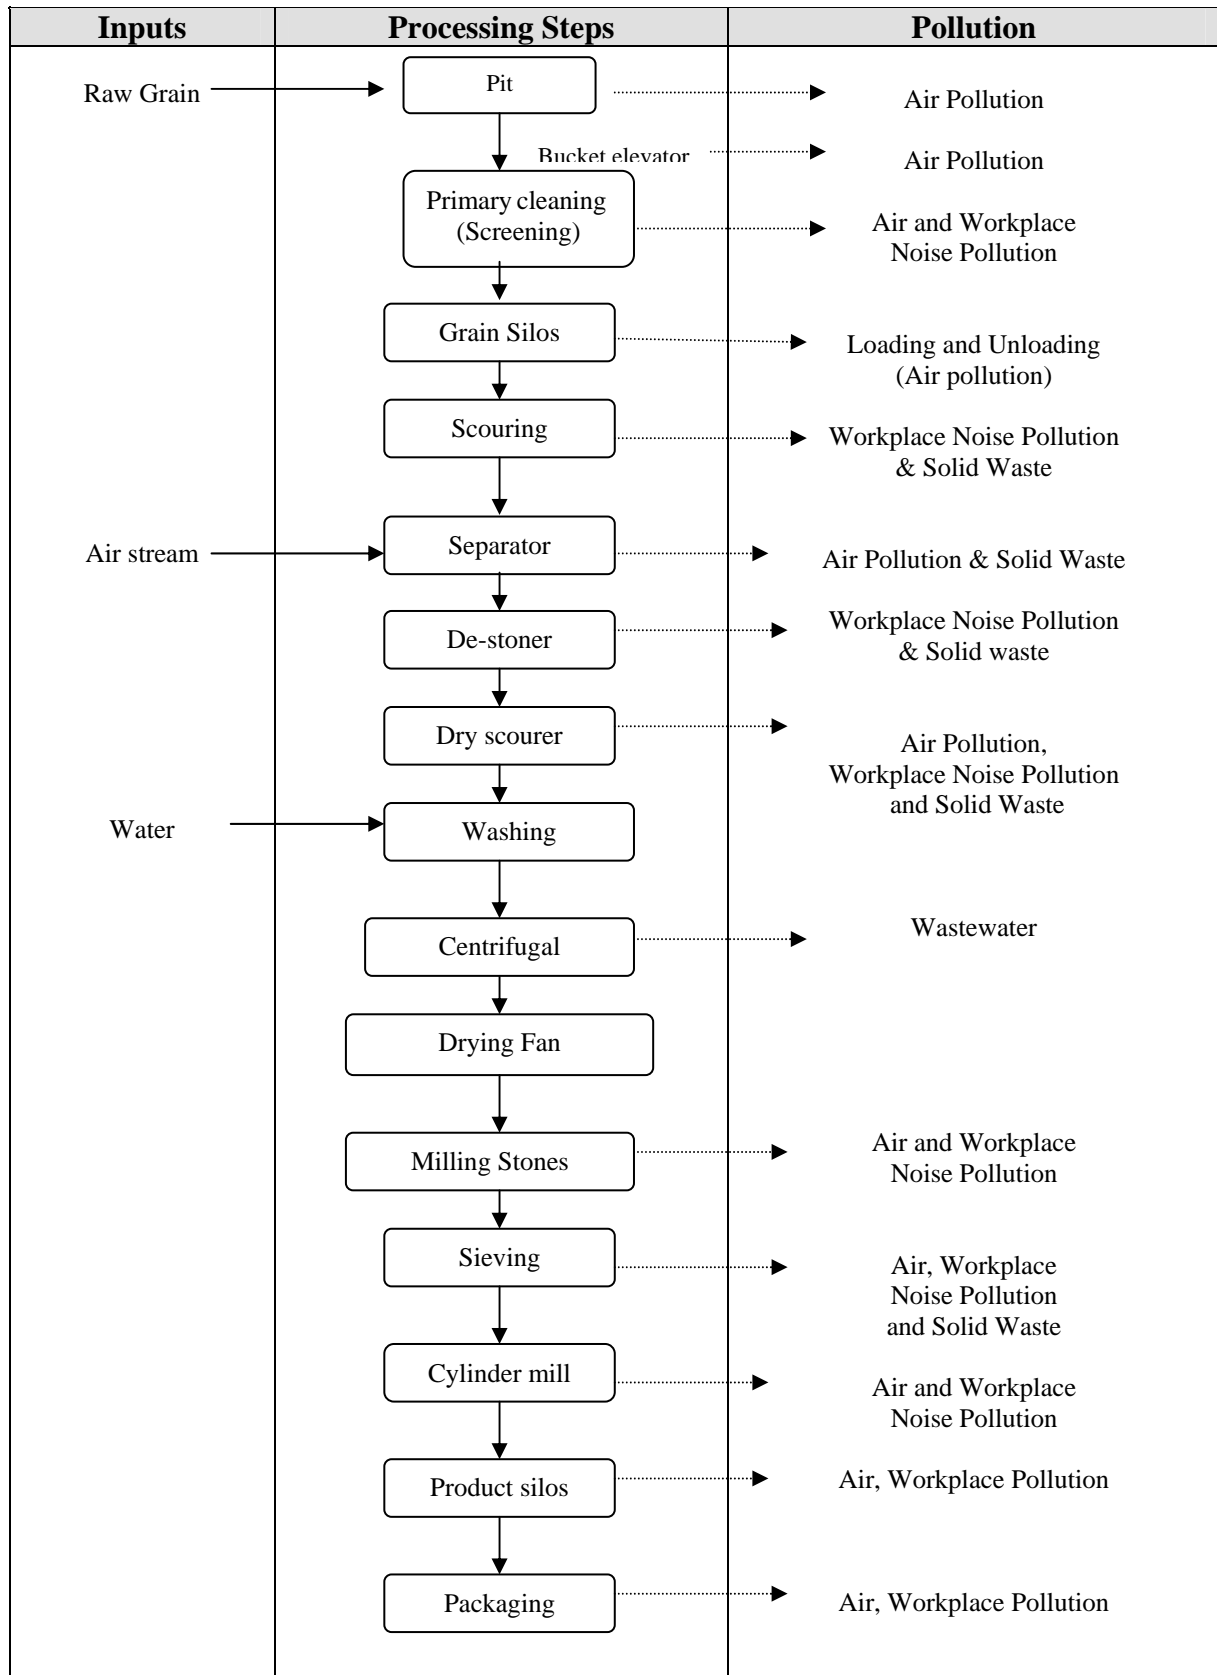 Inputs
Processing Steps
Pollution
Raw Grain
Pit
Air Pollution
Bucket elevator
Air Pollution
Primary cleaning
(Screening)
Air and Workplace
Noise Pollution
Grain Silos
Loading and Unloading
(Air pollution)
Scouring
Workplace Noise Pollution
& Solid Waste
Air stream
Separator
Air Pollution & Solid Waste
De-stoner
Workplace Noise Pollution
& Solid waste
Dry scourer
Air Pollution,
Workplace Noise Pollution
and Solid Waste
Water
Washing
Centrifugal
Wastewater
Drying Fan
Milling Stones
Air and Workplace
Noise Pollution
Sieving
Air, Workplace
Noise Pollution
and Solid Waste
Cylinder mill
Air and Workplace
Noise Pollution
Product silos
Air, Workplace Pollution
Packaging
Air, Workplace Pollution